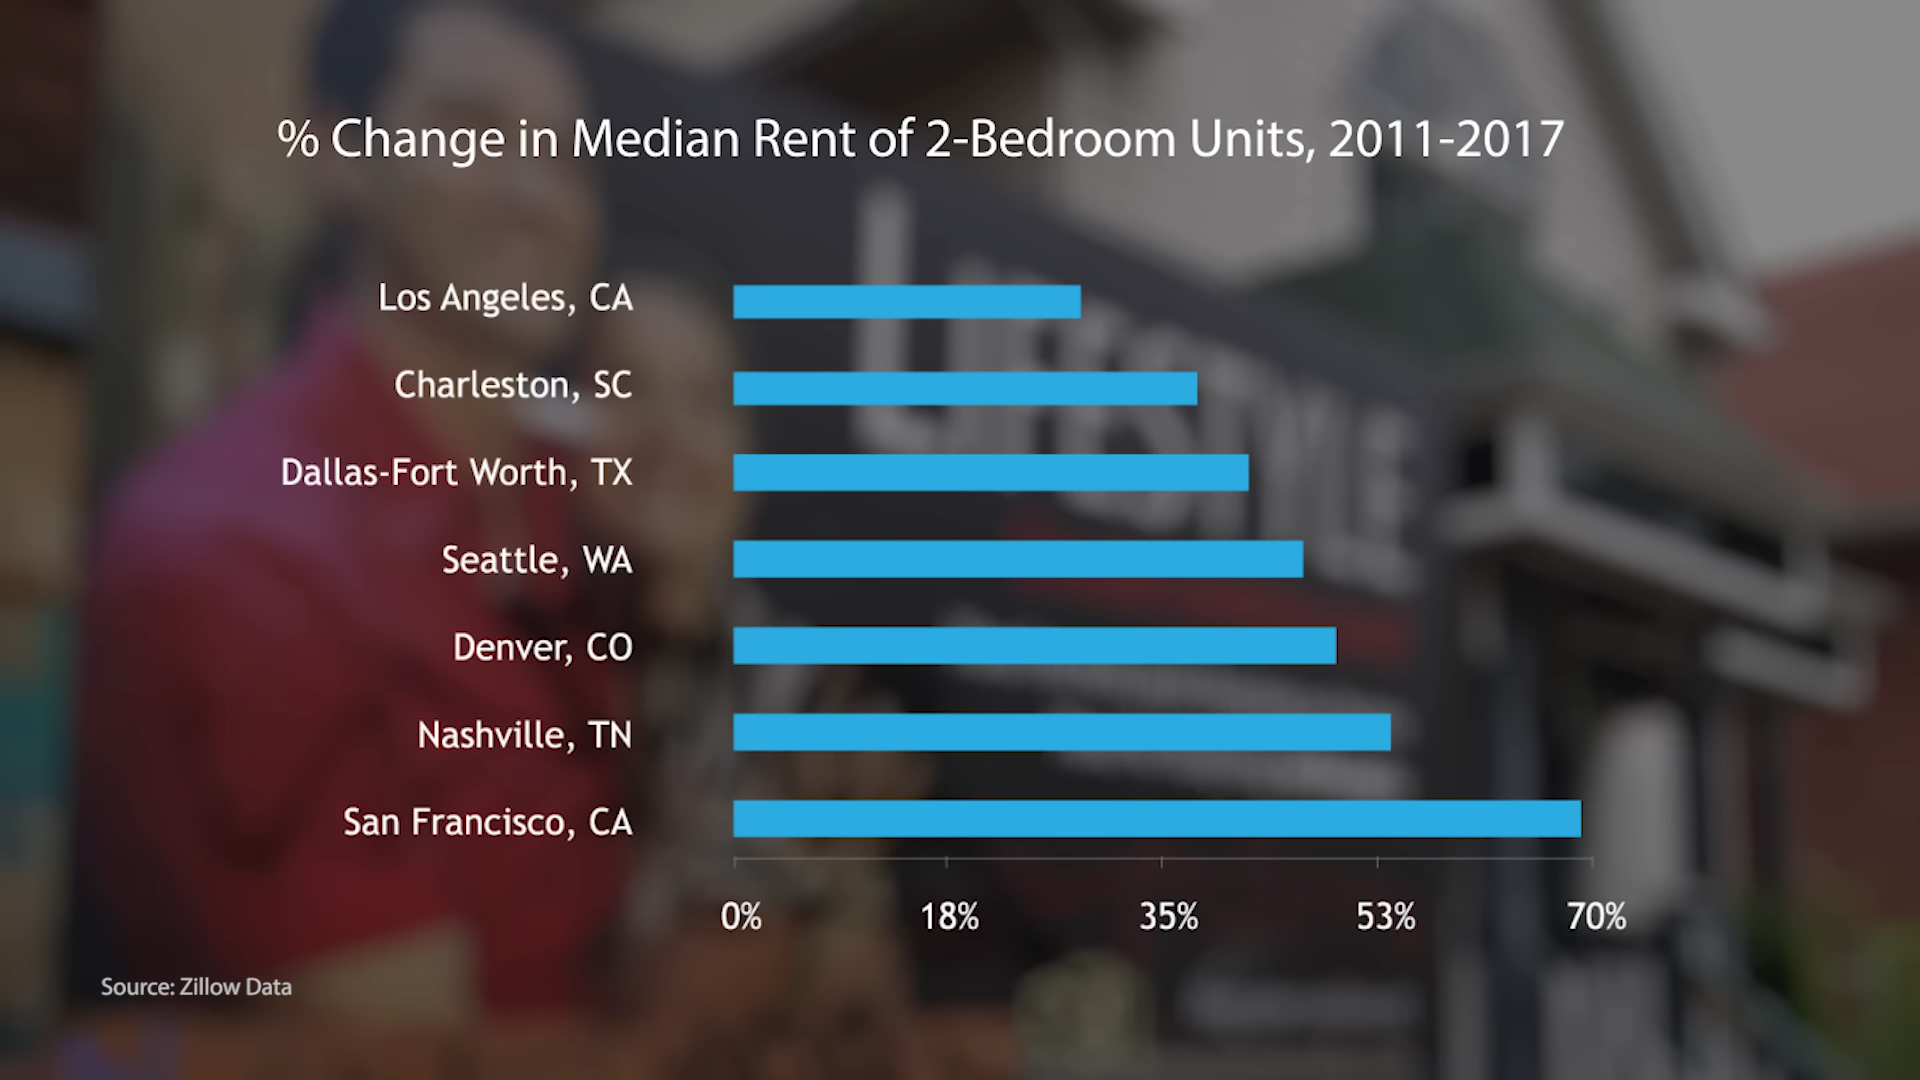 % Change in Median Rent of 2-Bedroom Units, 2011-2017
LIFESTYLE
Los Angeles, CA
Charleston, SC
Dallas-Fort Worth, TX
Seattle, WA
Denver, CO
Nashville, TN
San Francisco, CA
0% 18% 35% 53% 70%
Source: Zillow Data